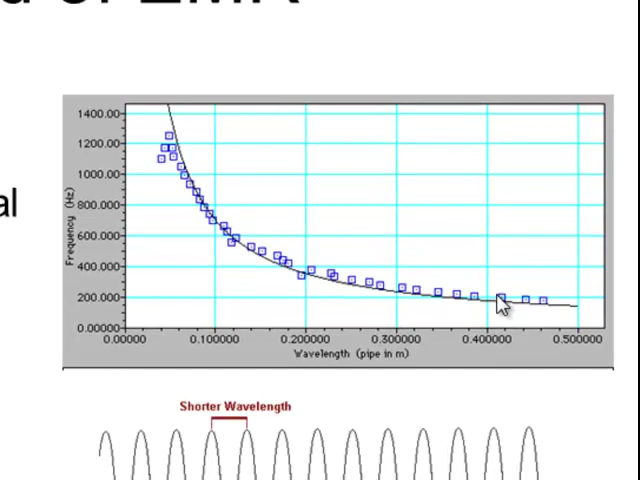 al
1400.00
1200.00
1000.00
800.000
600.000
400.000
200.000
0.00000
Frequency (Hz)
0.00000 0.100000 0.200000 0.300000 0.400000 0.500000
Wavelength (pipe in m)
Shorter Wavelength